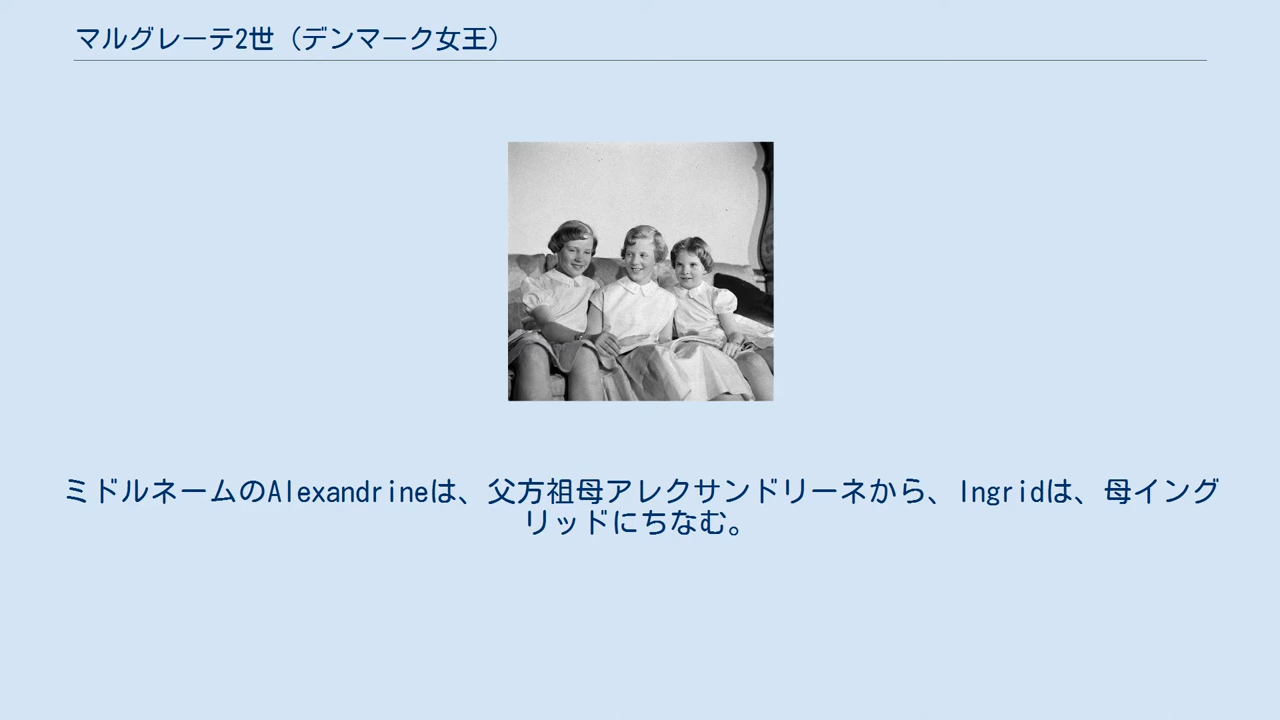 マルグレーテ2世（デンマーク女王）
ミドルネームのAlexandrineは、父方祖母アレクサンドリーネから、Ingridは、母イング
リッドにちなむ。